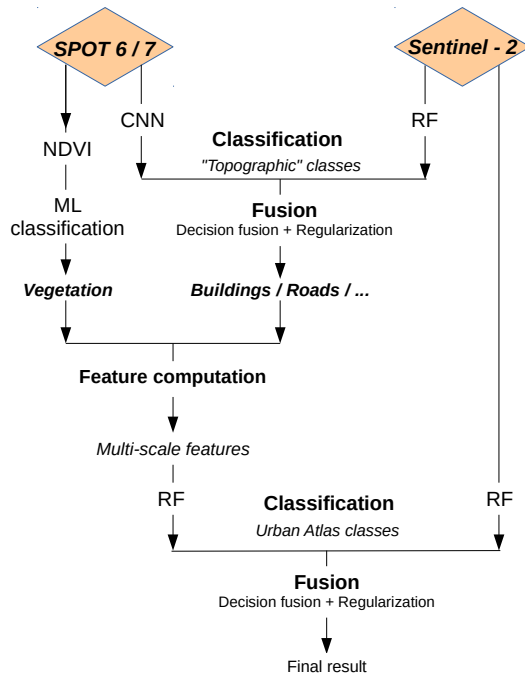 SPOT 6 / 7
Sentinel - 2
CNN
RF
NDVI
Classification
"Topographic" classes
ML
classification
Fusion
Decision fusion + Regularization
Vegetation
Buildings / Roads / ...
Feature computation
Multi-scale features
RF
Classification
RF
Urban Atlas classes
Fusion
Decision fusion + Regularization
Final result